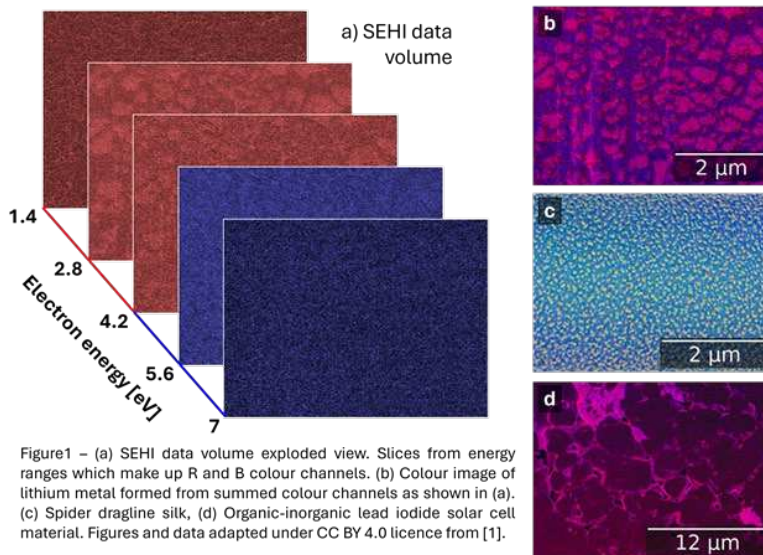 a) SEHI data
volume
1.4
2.8
4.2
5.6
7
Electron energy [eV]
b
2 µm
c
2 µm
d
12 µm
Figure1 – (a) SEHI data volume exploded view. Slices from energy
ranges which make up R and B colour channels. (b) Colour image of
lithium metal formed from summed colour channels as shown in (a).
(c) Spider dragline silk, (d) Organic-inorganic lead iodide solar cell
material. Figures and data adapted under CC BY 4.0 licence from [1].